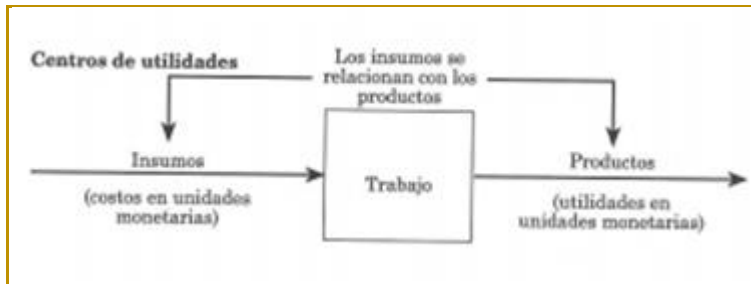 Centros de utilidades
Los insumos se
relacionan con los
productos
Insumos
(costos en unidades
monetarias)
Trabajo
Productos
(utilidades en
unidades monetarias)